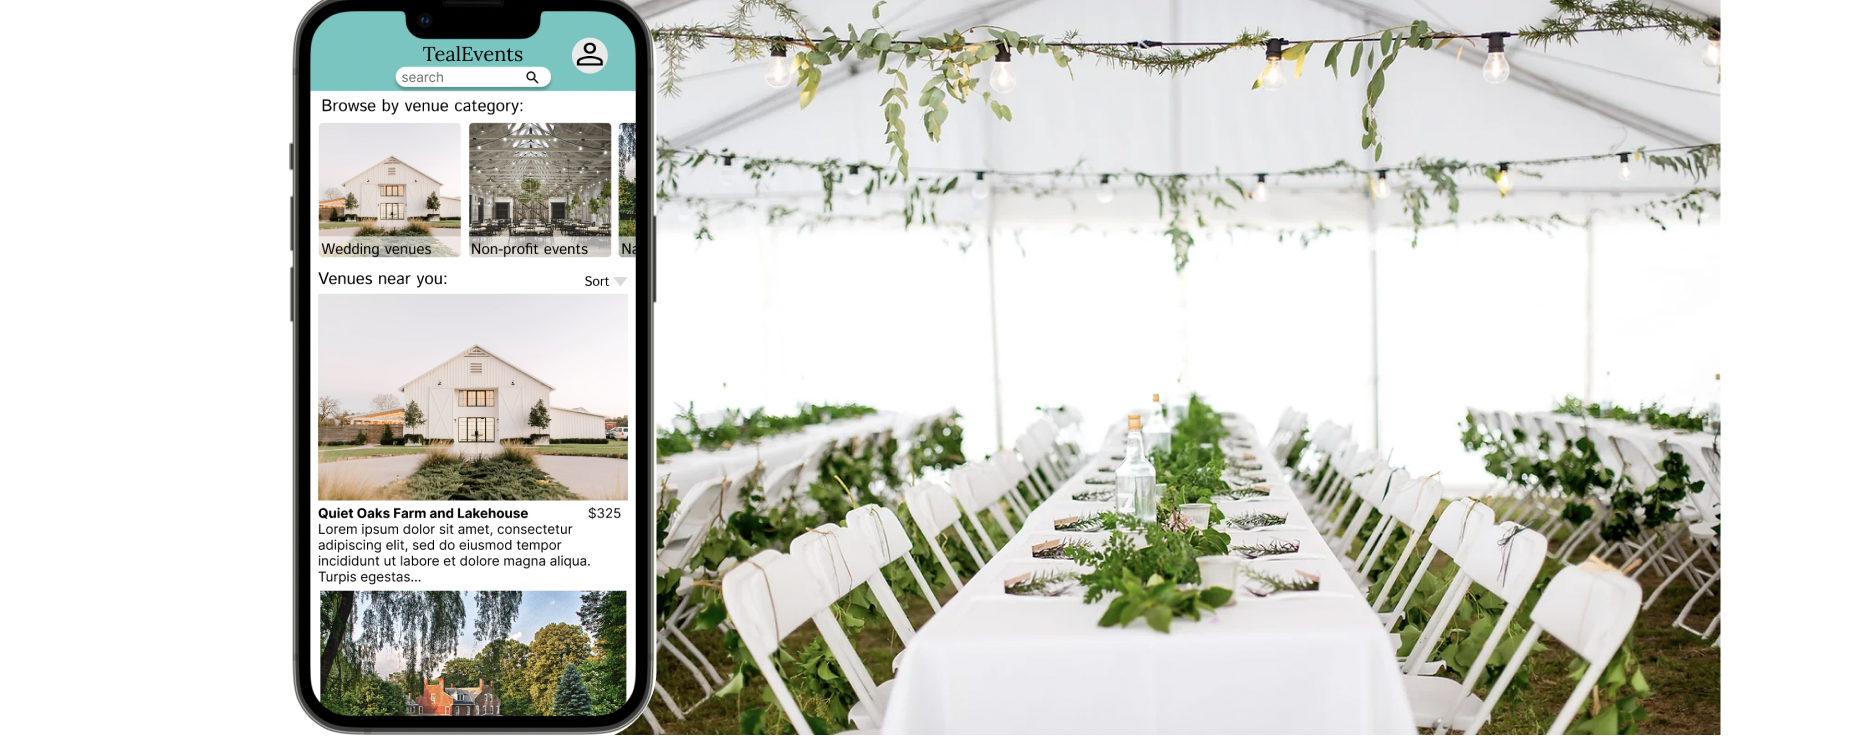 TealEvents
search
Browse by venue category:
Wedding venues
Non-profit events
Na
Venues near you:
Sort
Quiet Oaks Farm and Lakehouse $325
Lorem ipsum dolor sit amet, consectetur
adipiscing elit, sed do eiusmod tempor
incididunt ut labore et dolore magna aliqua.
Turpis egestas...